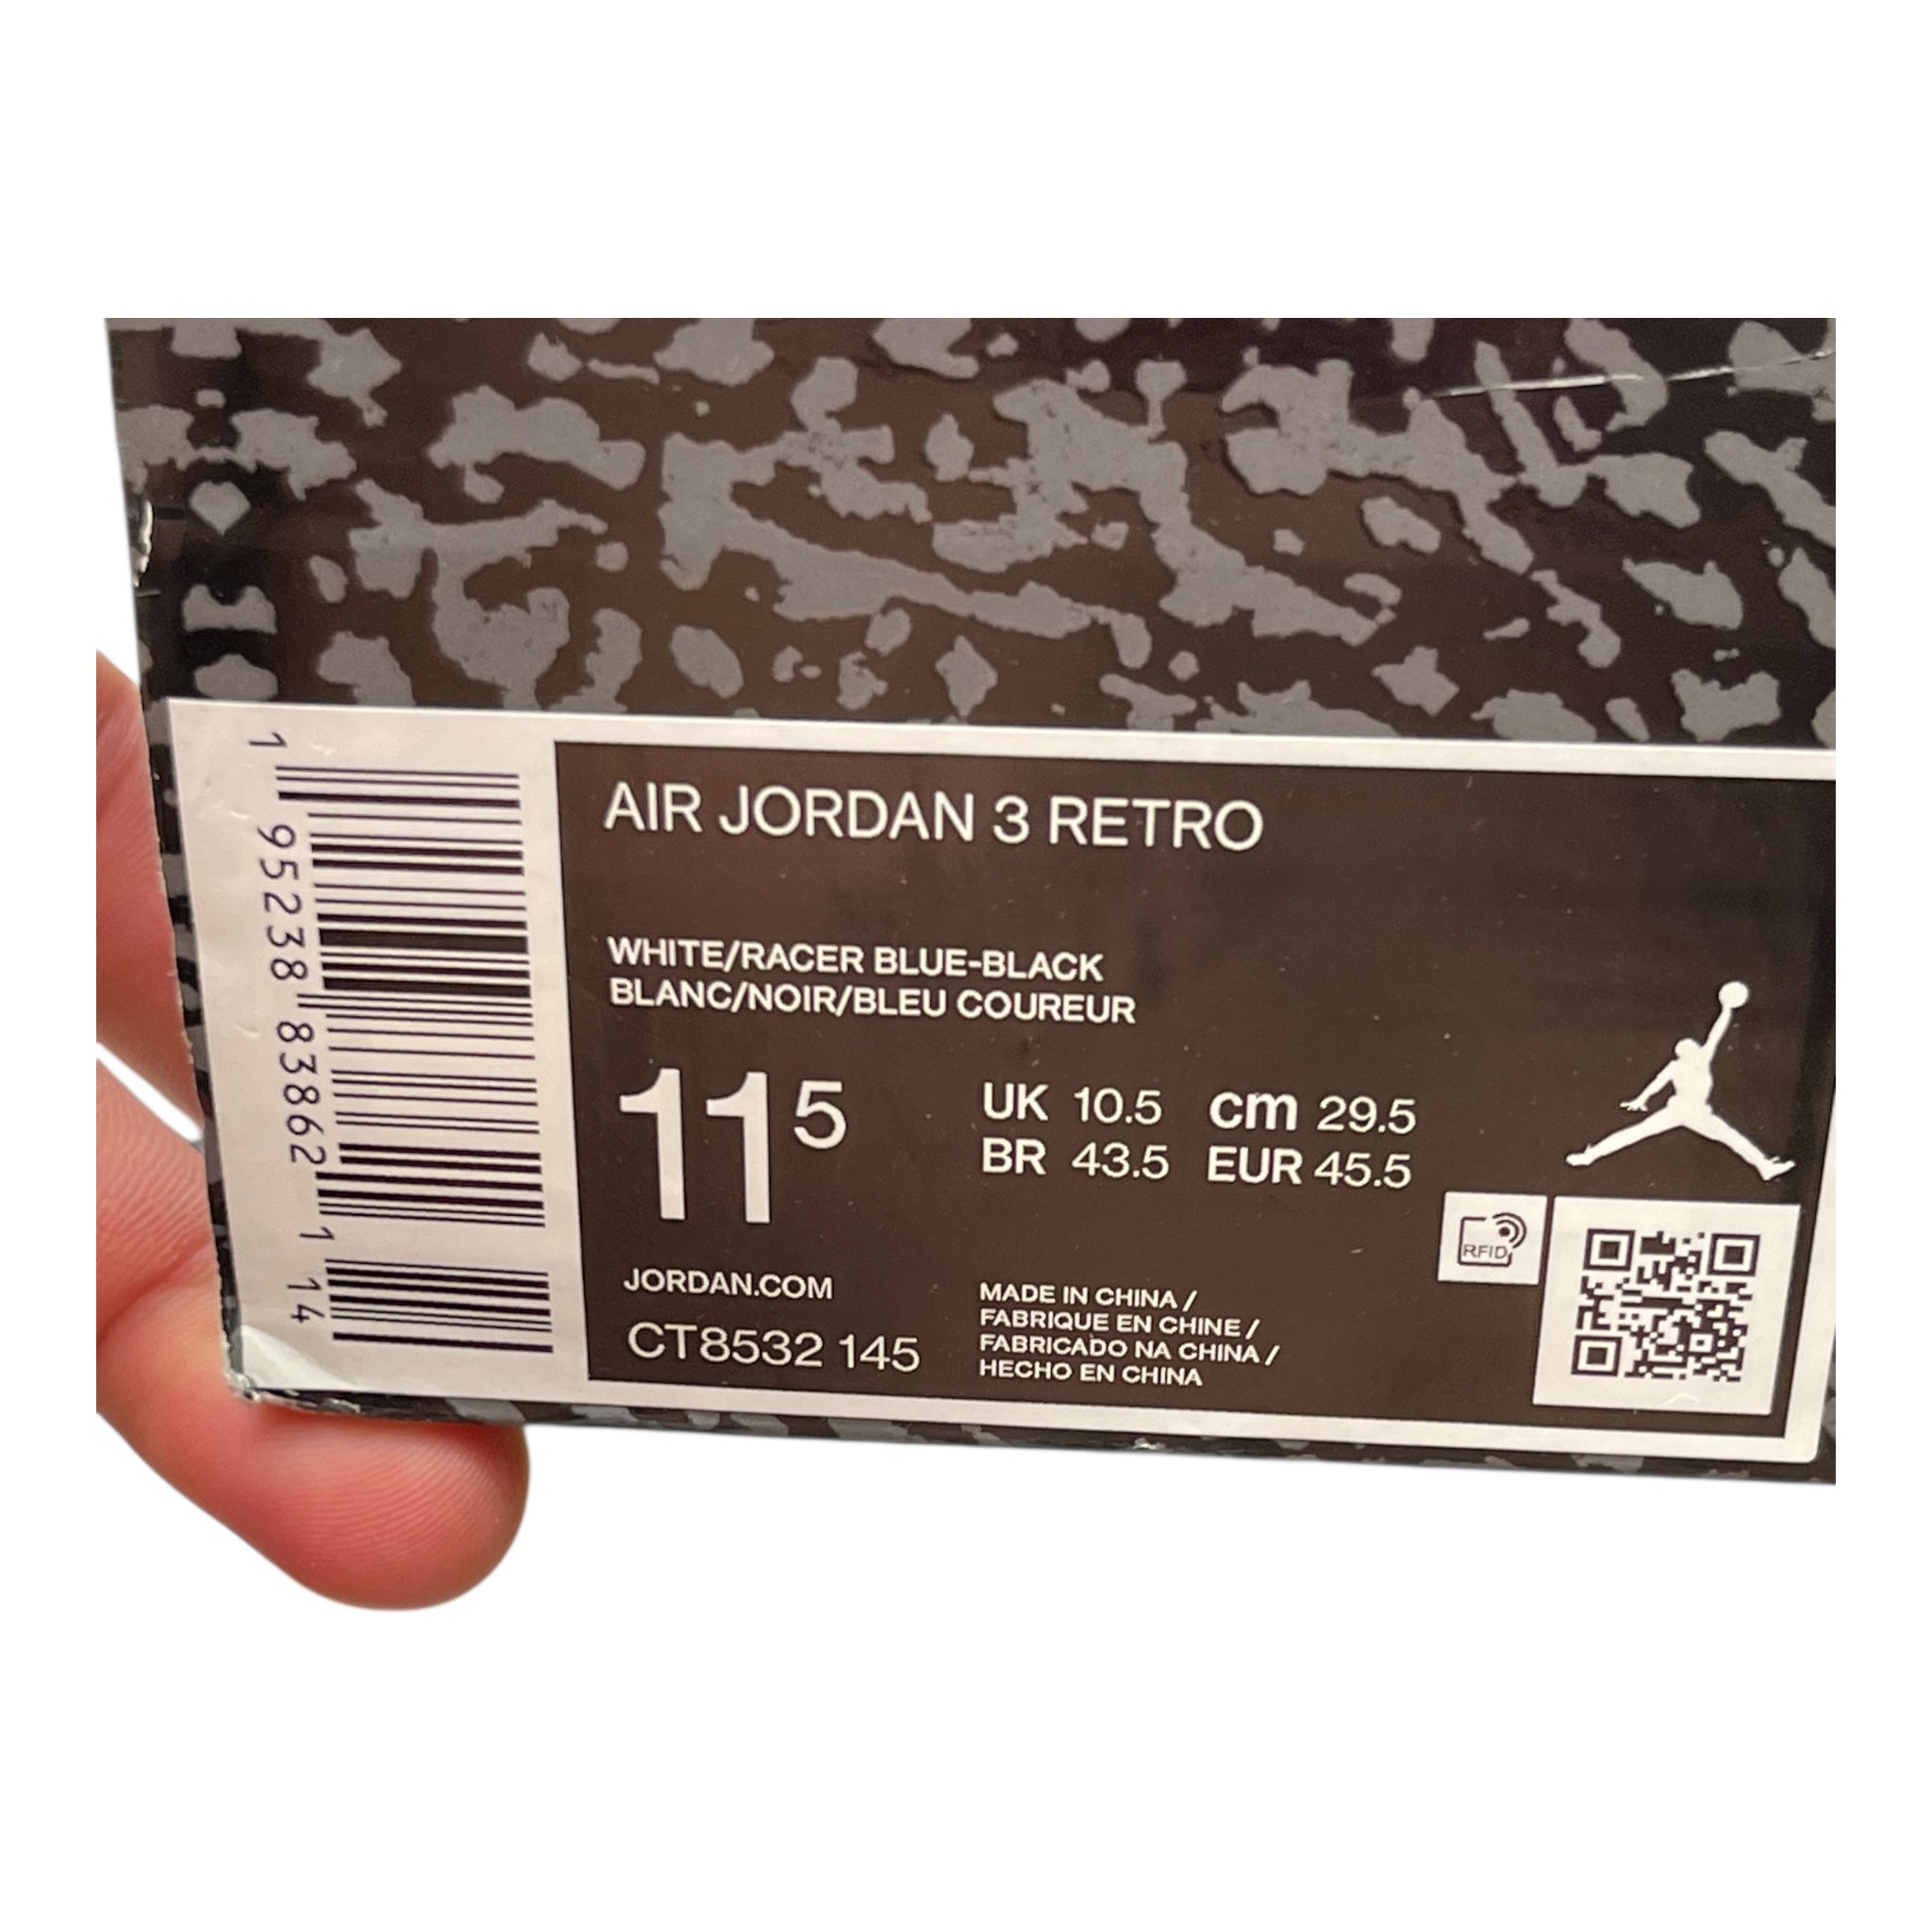 AIR JORDAN 3 RETRO
WHITE/RACER BLUE-BLACK
BLANC/NOIR/BLEU COUREUR
11 5
UK 10.5 cm 29.5
BR 43.5 EUR 45.5
RFID
JORDAN.COM
CT8532 145
MADE IN CHINA /
FABRIQUE EN CHINE /
FABRICADO NA CHINA /
HECHO EN CHINA
1 95238 83862 1 14